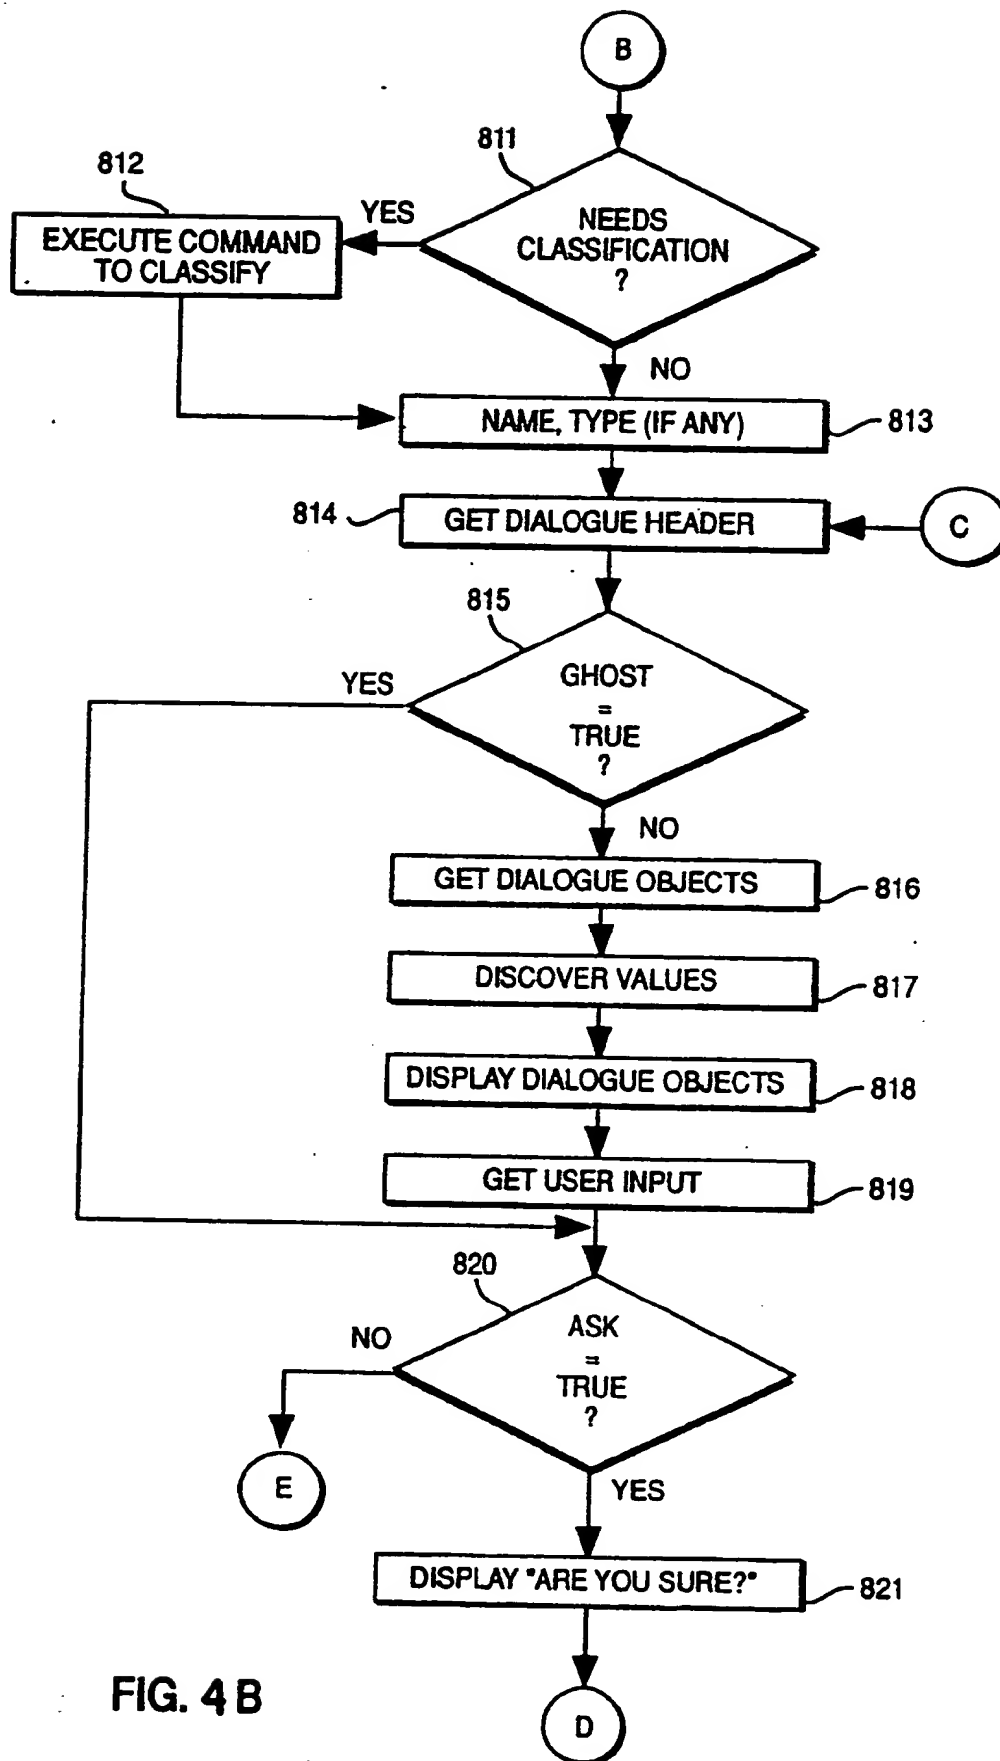 B
811
812
YES
NEEDS
CLASSIFICATION
?
EXECUTE COMMAND
TO CLASSIFY
NO
NAME, TYPE (IF ANY)
813
814
GET DIALOGUE HEADER
C
815
YES
GHOST
=
TRUE
?
NO
GET DIALOGUE OBJECTS
816
DISCOVER VALUES
817
DISPLAY DIALOGUE OBJECTS
818
GET USER INPUT
819
820
NO
ASK
=
TRUE
?
E
YES
DISPLAY "ARE YOU SURE?"
821
D
FIG. 4B